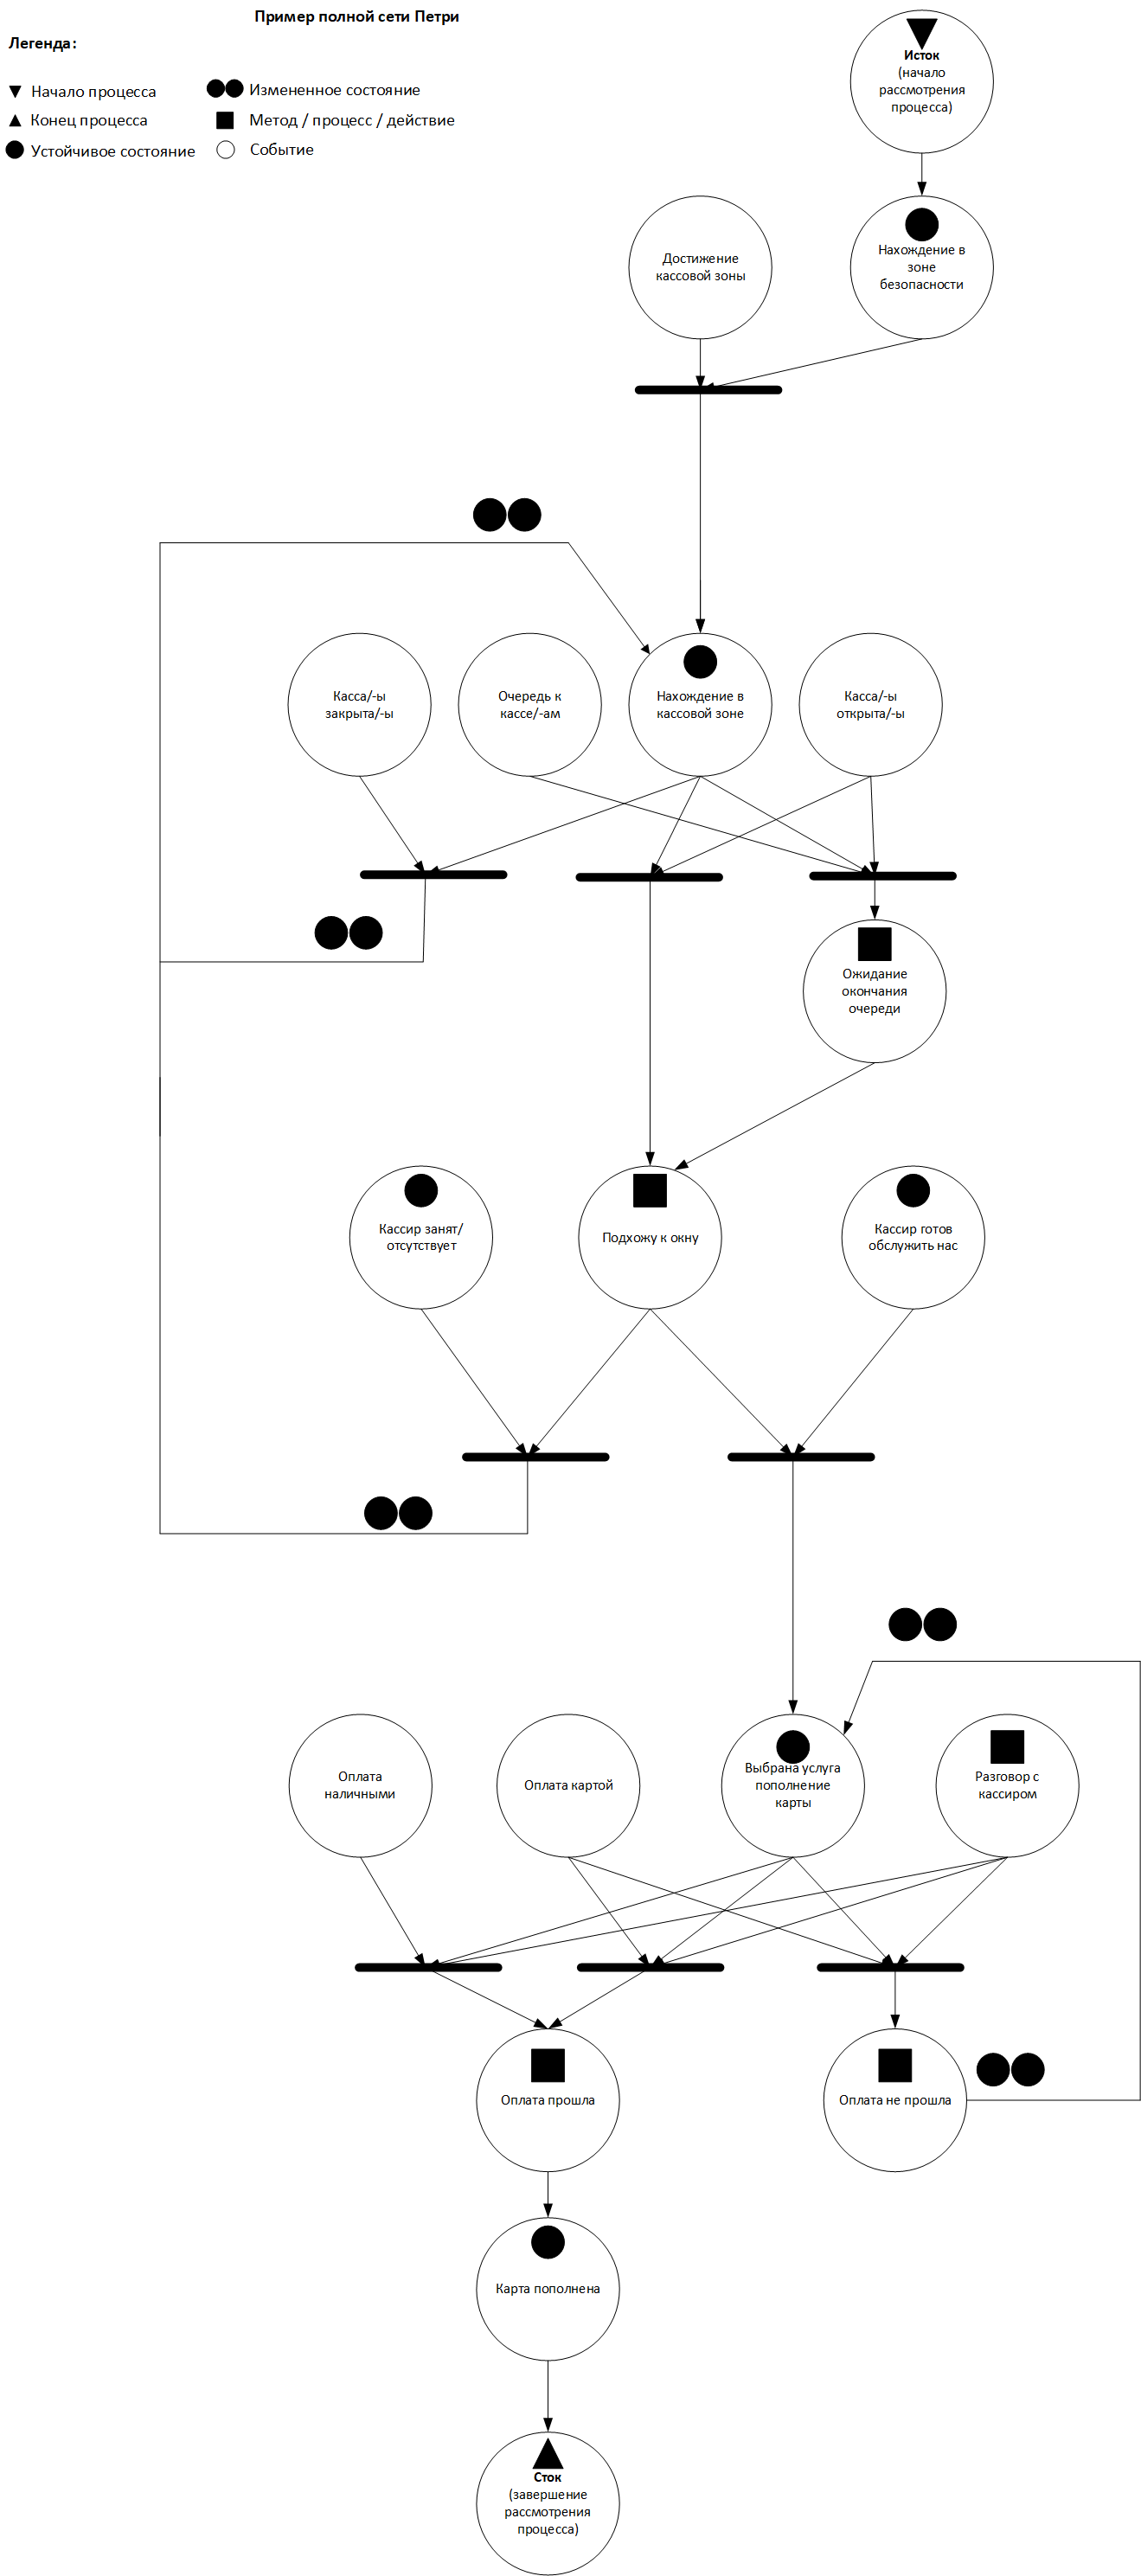 Пример полной сети Петри
Легенда:
Начало процесса
Измененное состояние
Конец процесса
Метод / процесс / действие
Устойчивое состояние
Событие
Исток
(начало
рассмотрения
процесса)
Достижение
кассовой зоны
Нахождение в
зоне
безопасности
Касса/-ы
закрыта/-ы
Очередь к
кассе/-ам
Нахождение в
кассовой зоне
Касса/-ы
открыта/-ы
Ожидание
окончания
очереди
Кассир занят/
отсутствует
Подхожу к окну
Кассир готов
обслужить нас
Оплата
наличными
Оплата картой
Выбрана услуга
пополнение
карты
Разговор с
кассиром
Оплата прошла
Оплата не прошла
Карта пополнена
Сток
(завершение
рассмотрения
процесса)